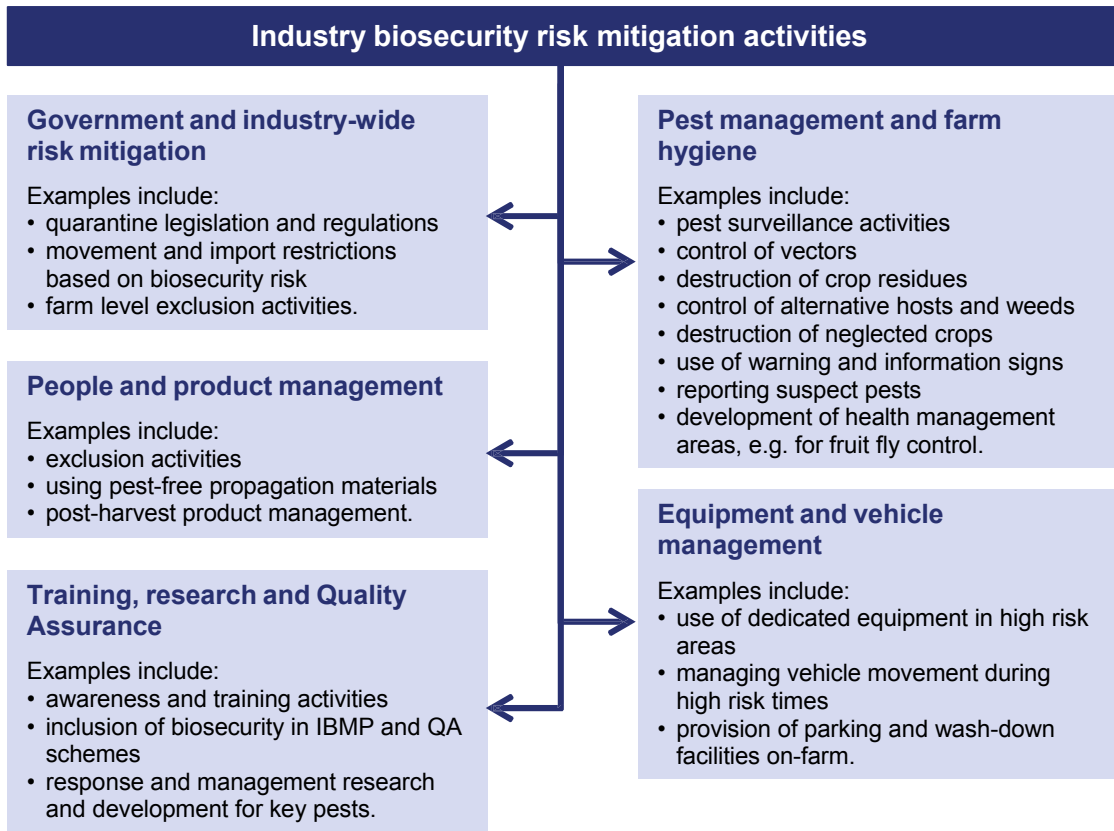 Industry biosecurity risk mitigation activities
Government and industry-wide
risk mitigation
Examples include:
• quarantine legislation and regulations
• movement and import restrictions
based on biosecurity risk
• farm level exclusion activities.
People and product management
Examples include:
• exclusion activities
• using pest-free propagation materials
• post-harvest product management.
Training, research and Quality
Assurance
Examples include:
• awareness and training activities
• inclusion of biosecurity in IBMP and QA
schemes
• response and management research
and development for key pests.
Pest management and farm
hygiene
Examples include:
• pest surveillance activities
• control of vectors
• destruction of crop residues
• control of alternative hosts and weeds
• destruction of neglected crops
• use of warning and information signs
• reporting suspect pests
• development of health management
areas, e.g. for fruit fly control.
Equipment and vehicle
management
Examples include:
• use of dedicated equipment in high risk
areas
• managing vehicle movement during
high risk times
• provision of parking and wash-down
facilities on-farm.